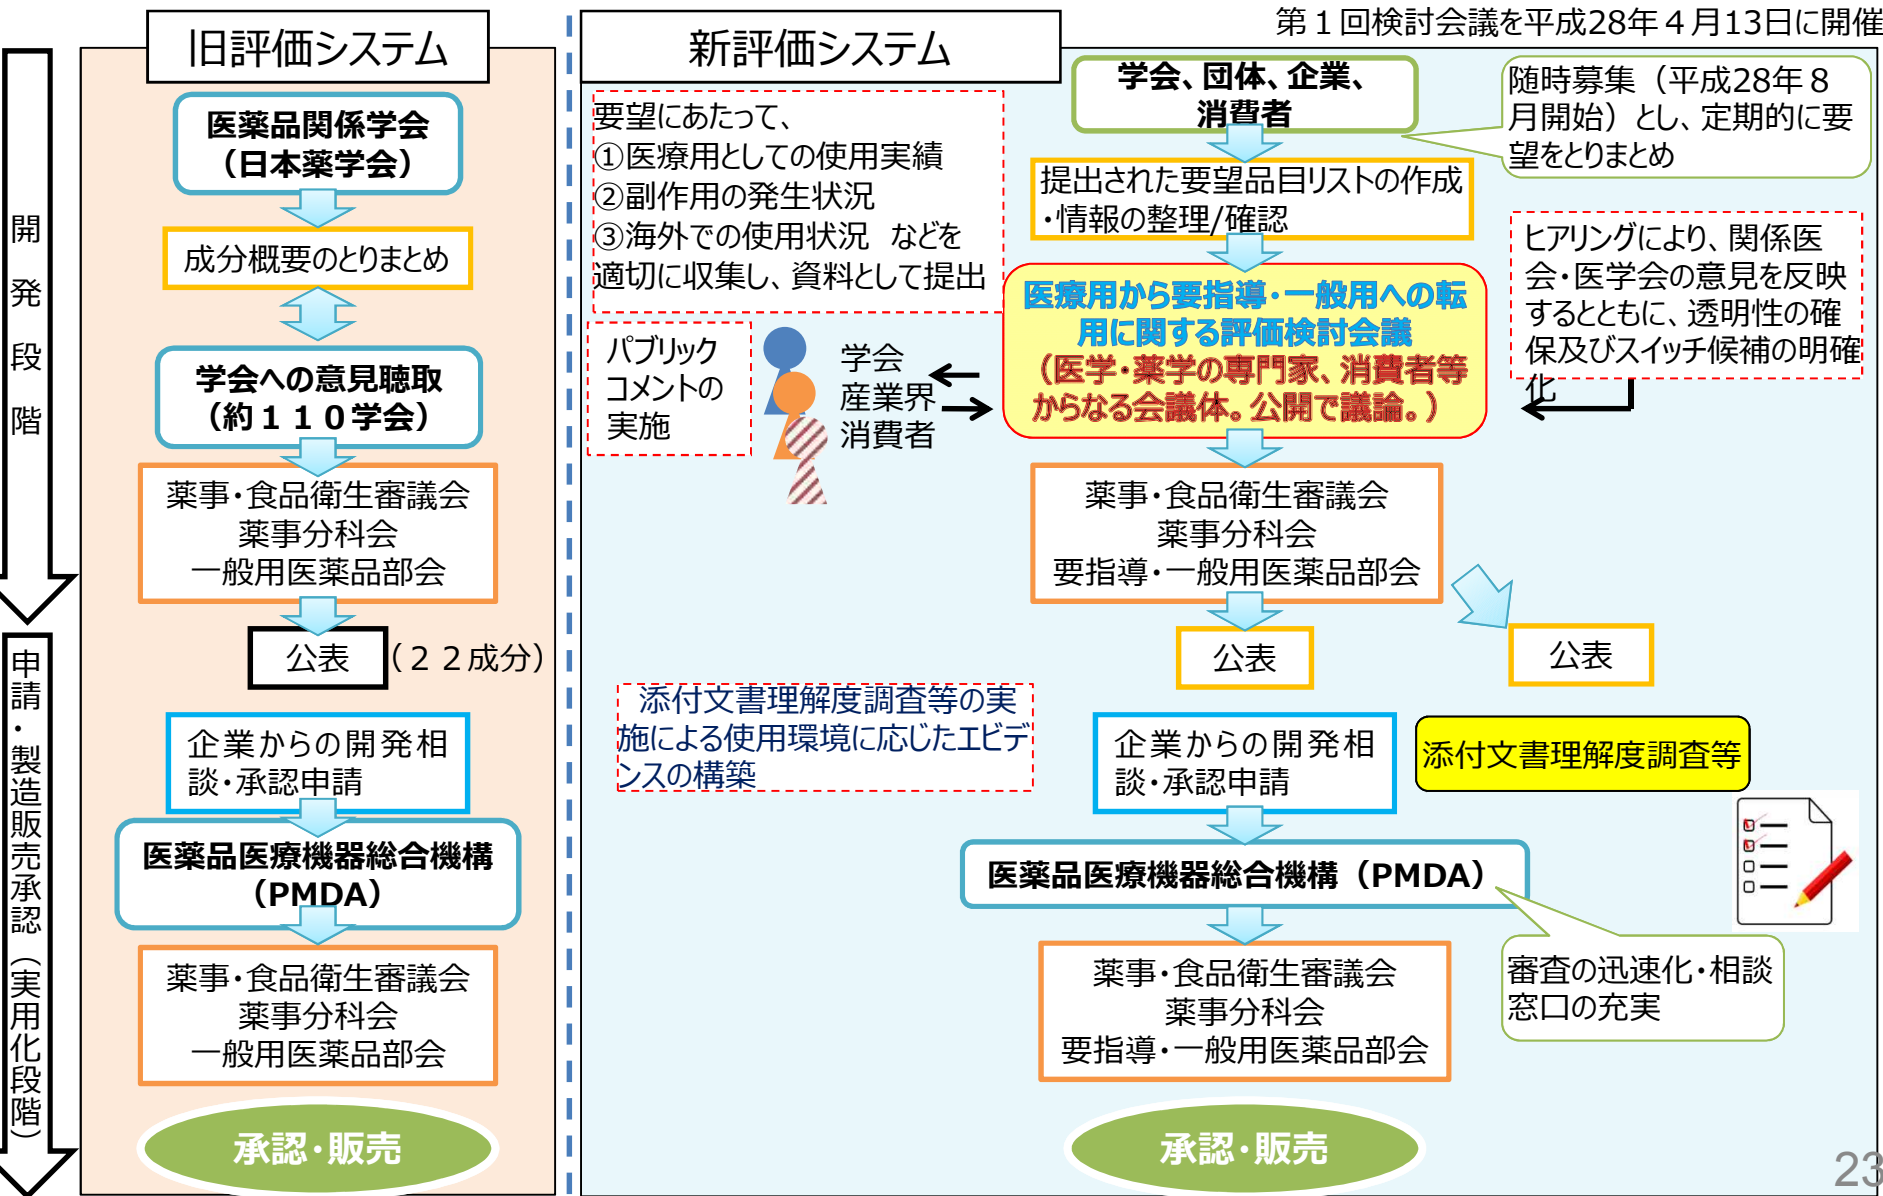 第１回検討会議を平成28年４月13日に開催
旧評価システム
開発段階
申請・製造販売承認（実用化段階）
医薬品関係学会
（日本薬学会）
成分概要のとりまとめ
学会への意見聴取
（約１１０学会）
薬事・食品衛生審議会
薬事分科会
一般用医薬品部会
公表
（２２成分）
企業からの開発相
談・承認申請
医薬品医療機器総合機構
（PMDA）
薬事・食品衛生審議会
薬事分科会
一般用医薬品部会
承認・販売
新評価システム
要望にあたって、
①医療用としての使用実績
②副作用の発生状況
③海外での使用状況　などを
適切に収集し、資料として提出
学会、団体、企業、
消費者
随時募集（平成28年８
月開始）とし、定期的に要
望をとりまとめ
提出された要望品目リストの作成
・情報の整理/確認
医療用から要指導・一般用への転
用に関する評価検討会議
（医学・薬学の専門家、消費者等
からなる会議体。公開で議論。）
ヒアリングにより、関係医
会・医学会の意見を反映
するとともに、透明性の確
保及びスイッチ候補の明確
化
パブリック
コメントの
実施
学会
産業界
消費者
薬事・食品衛生審議会
薬事分科会
要指導・一般用医薬品部会
公表
公表
添付文書理解度調査等の実
施による使用環境に応じたエビデ
ンスの構築
企業からの開発相
談・承認申請
添付文書理解度調査等
医薬品医療機器総合機構（PMDA）
審査の迅速化・相談
窓口の充実
薬事・食品衛生審議会
薬事分科会
要指導・一般用医薬品部会
承認・販売
23